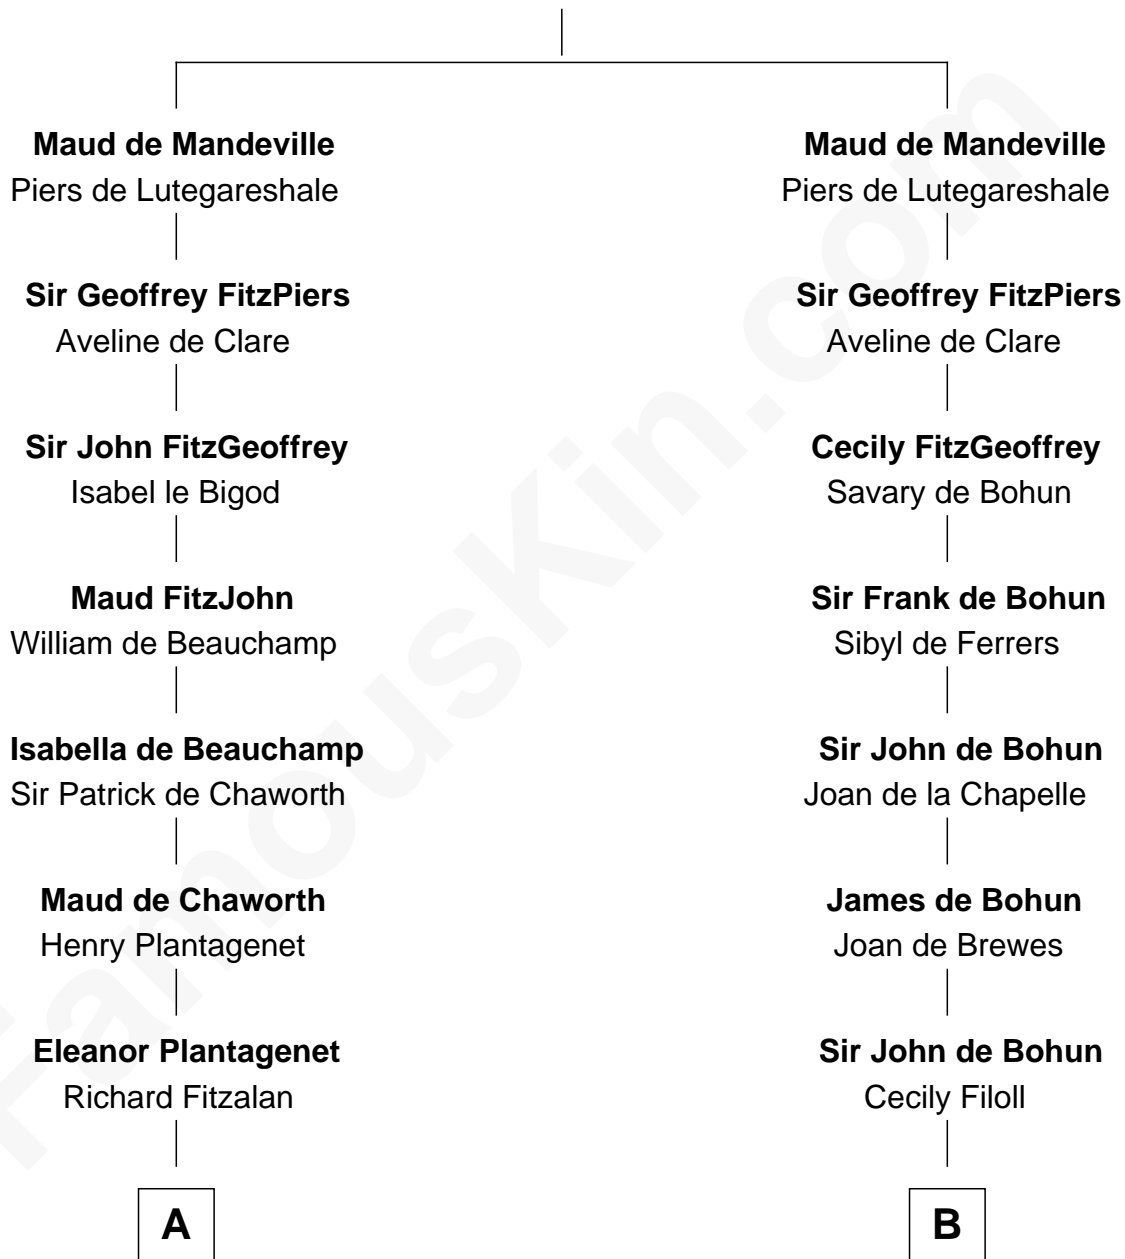 Maud de Mandeville
Piers de Lutegareshale
Sir Geoffrey FitzPiers
Aveline de Clare
Sir John FitzGeoffrey
Isabel le Bigod
Maud FitzJohn
William de Beauchamp
Isabella de Beauchamp
Sir Patrick de Chaworth
Maud de Chaworth
Henry Plantagenet
Eleanor Plantagenet
Richard Fitzalan
A
Maud de Mandeville
Piers de Lutegareshale
Sir Geoffrey FitzPiers
Aveline de Clare
Cecily FitzGeoffrey
Savary de Bohun
Sir Frank de Bohun
Sibyl de Ferrers
Sir John de Bohun
Joan de la Chapelle
James de Bohun
Joan de Brewes
Sir John de Bohun
Cecily Filoll
B
FamousKin.com